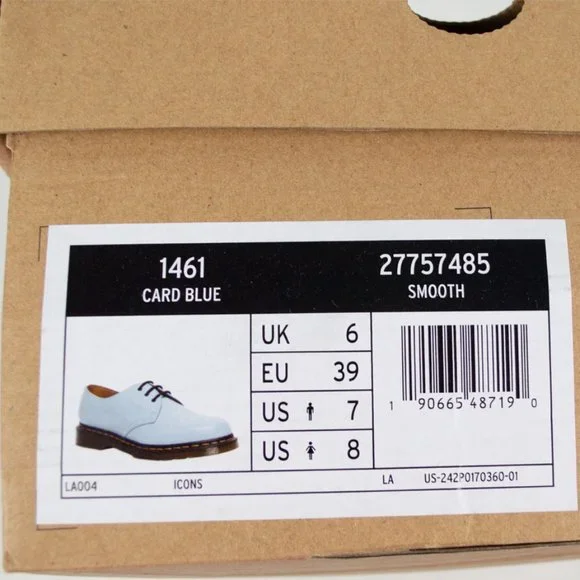 1461
CARD BLUE
27757485
SMOOTH
UK 6
EU 39
US 7
US 8
1 90665 48719 0
LA004 ICONS
LA US-242P0170360-01